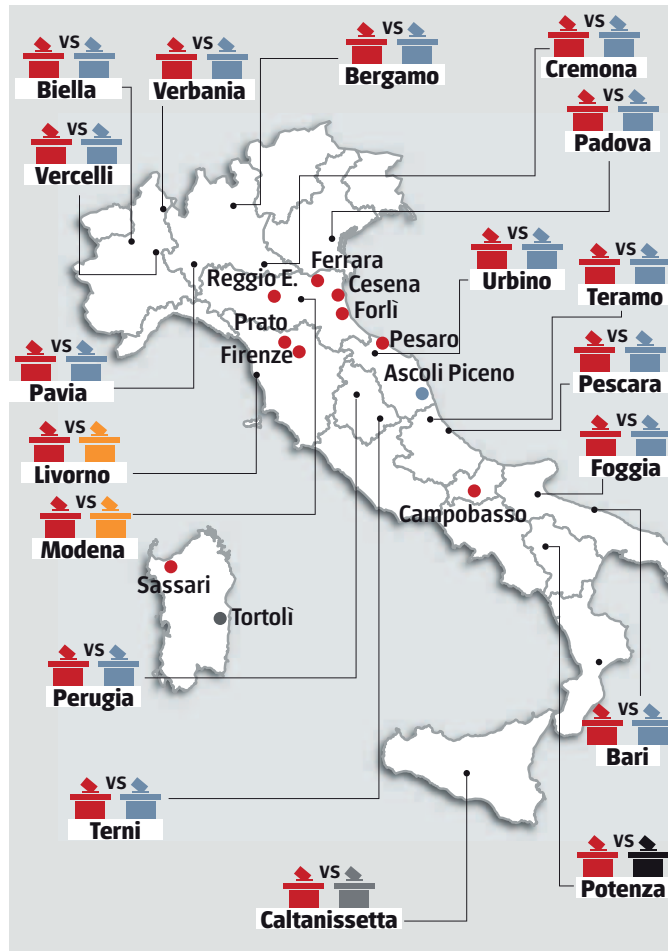 VS
Biella
VS
Verbania
VS
Bergamo
VS
Cremona
VS
Vercelli
VS
Padova
VS
Urbino
VS
Teramo
Ferrara
Reggio E.
Cesena
Forlì
Prato
Firenze
Pesaro
Ascoli Piceno
VS
Pavia
VS
Pescara
VS
Livorno
VS
Foggia
VS
Modena
Campobasso
Sassari
Tortolì
VS
Perugia
VS
Bari
VS
Terni
VS
Potenza
VS
Caltanissetta